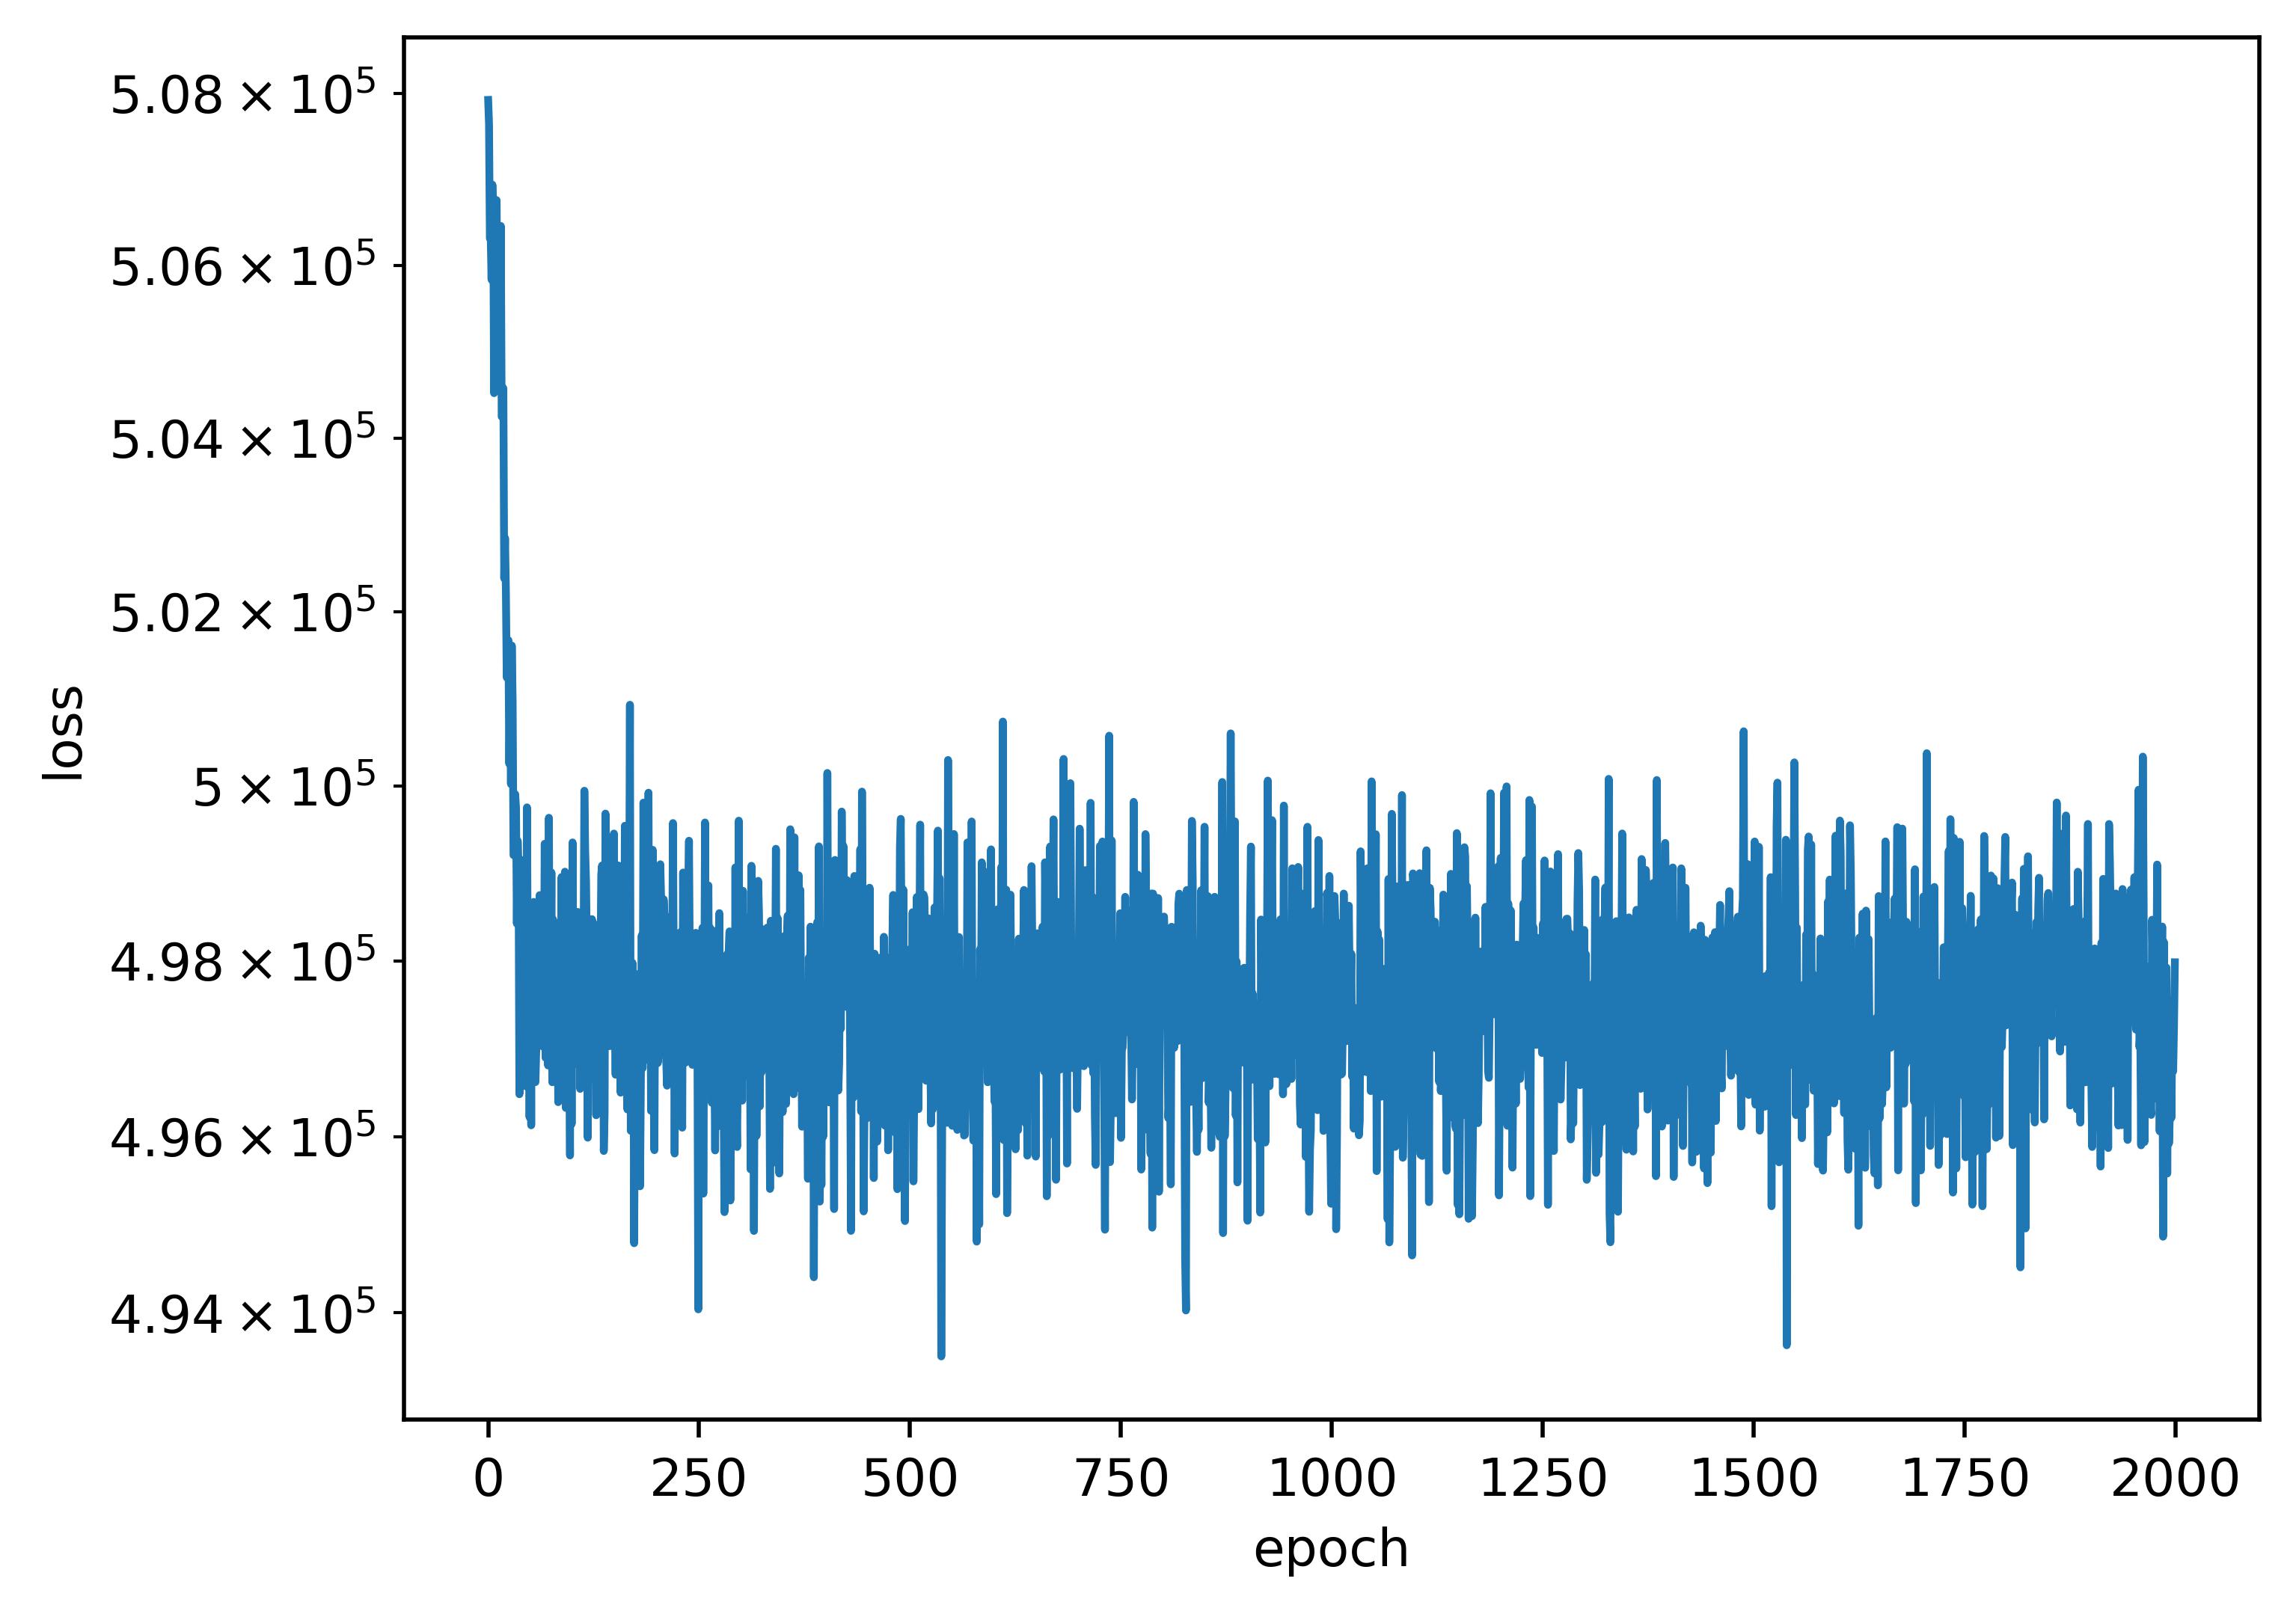 5.08 × 10⁵
5.06 × 10⁵
5.04 × 10⁵
5.02 × 10⁵
5 × 10⁵
4.98 × 10⁵
4.96 × 10⁵
4.94 × 10⁵
loss
0 250 500 750 1000 1250 1500 1750 2000
epoch